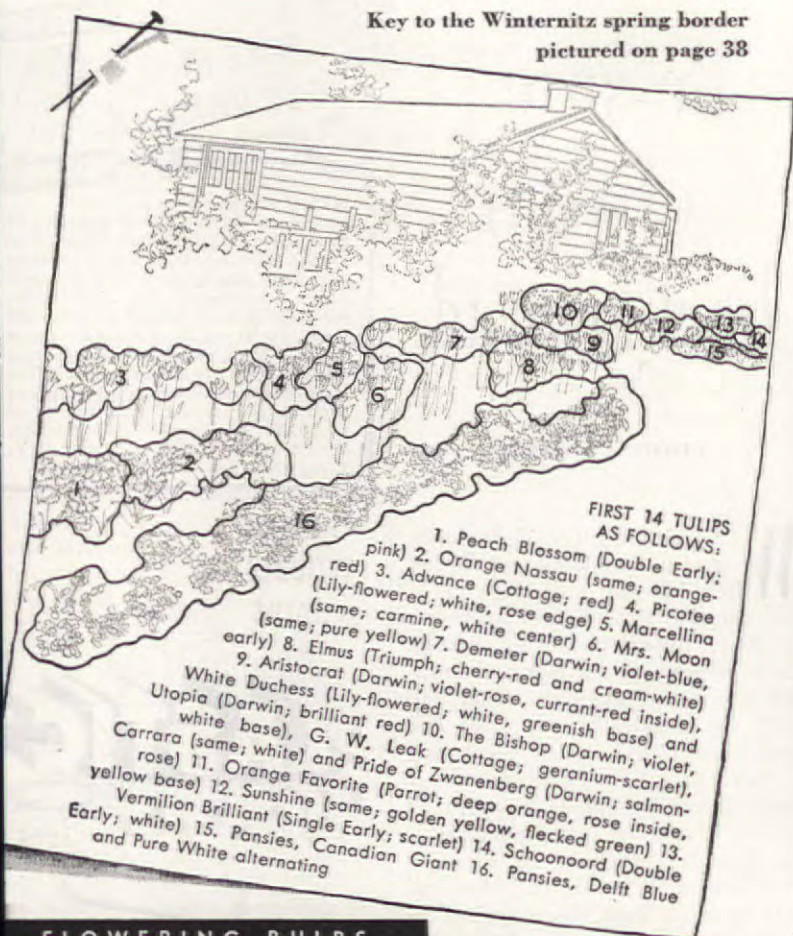 Key to the Winternitz spring border
pictured on page 38
10
11
13
12
14
15
7
9
3
4
5
6
8
1
2
16
FIRST 14 TULIPS
AS FOLLOWS:
1. Peach Blossom (Double Early;
pink) 2. Orange Nassau (same; orange-
red) 3. Advance (Cottage; red) 4. Picotee
(Lily-flowered; white, rose edge) 5. Marcellina
(same; carmine, white center) 6. Mrs. Moon
(same; pure yellow) 7. Demeter (Darwin; violet-blue,
early) 8. Elmus (Triumph; cherry-red and cream-white)
9. Aristocrat (Darwin; violet-rose, currant-red inside),
White Duchess (Lily-flowered; white, greenish base) and
Utopia (Darwin; brilliant red) 10. The Bishop (Darwin; violet,
white base), G. W. Leak (Cottage; geranium-scarlet),
Carrara (same; white) and Pride of Zwanenberg (Darwin; salmon-
rose) 11. Orange Favorite (Parrot; deep orange, rose inside,
yellow base) 12. Sunshine (same; golden yellow, flecked green) 13.
Vermilion Brilliant (Single Early; scarlet) 14. Schoonoord (Double
Early; white) 15. Pansies, Canadian Giant 16. Pansies, Delft Blue
and Pure White alternating
FLOWERING BULBS